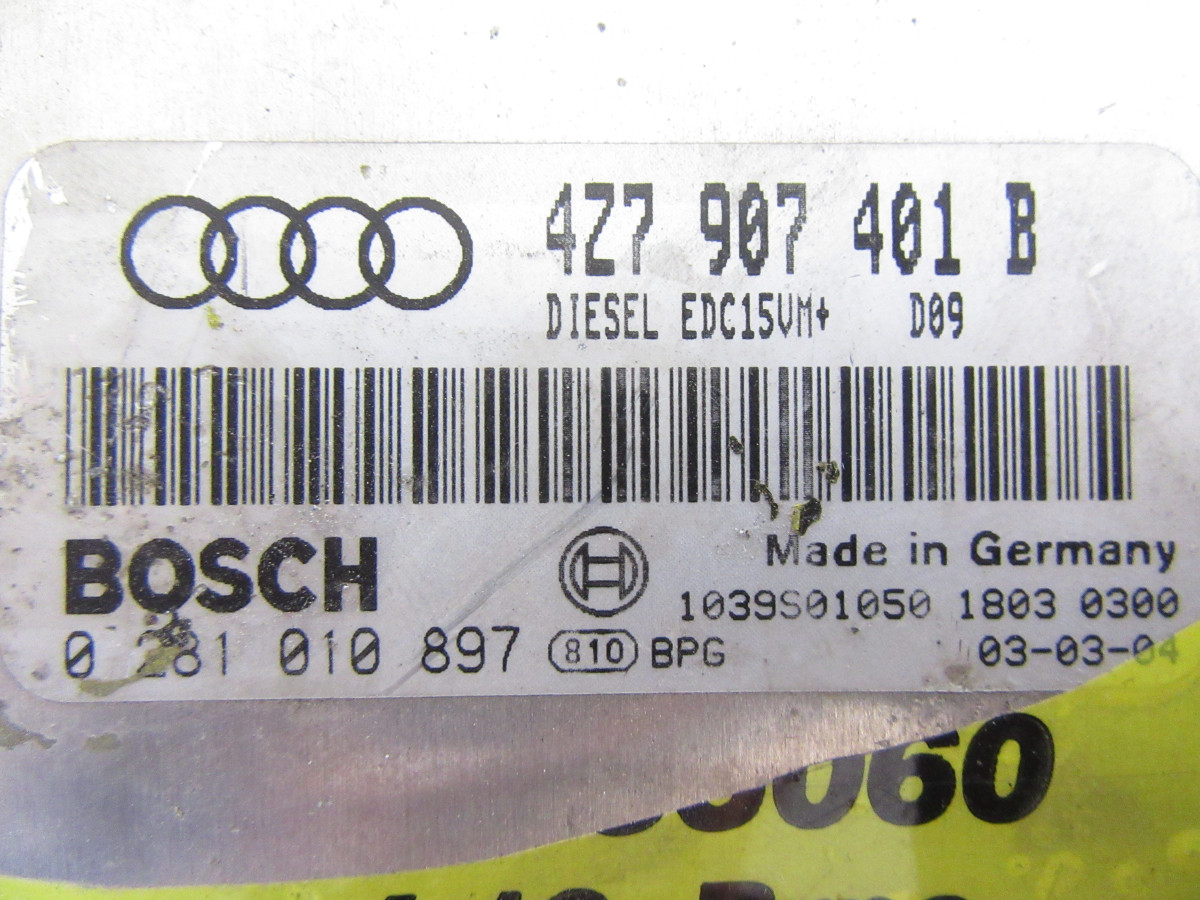 4Z7 907 401 B
DIESEL EDC15VM+ D09
BOSCH
Made in Germany
1039S01050 1803 0300
0 281 010 897 810 BPG 03-03-04
060